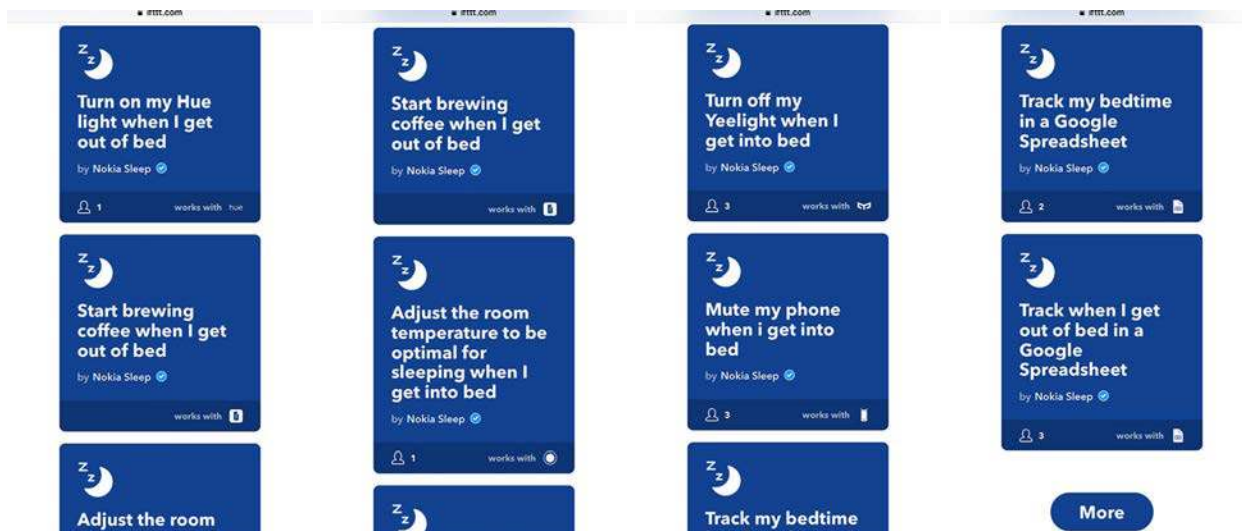 ifttt.com
Z
z
Turn on my Hue
light when I get
out of bed
by Nokia Sleep
1
works with hue
Z
z
Start brewing
coffee when I get
out of bed
by Nokia Sleep
works with
Z
z
Adjust the room
ifttt.com
Z
z
Start brewing
coffee when I get
out of bed
by Nokia Sleep
works with
Z
z
Adjust the room
temperature to be
optimal for
sleeping when I
get into bed
by Nokia Sleep
1
works with
Z
z
ifttt.com
Z
z
Turn off my
Yeelight when I
get into bed
by Nokia Sleep
3
works with
Z
z
Mute my phone
when i get into
bed
by Nokia Sleep
3
works with
Z
z
Track my bedtime
ifttt.com
Z
z
Track my bedtime
in a Google
Spreadsheet
by Nokia Sleep
2
works with
Z
z
Track when I get
out of bed in a
Google
Spreadsheet
by Nokia Sleep
3
works with
More